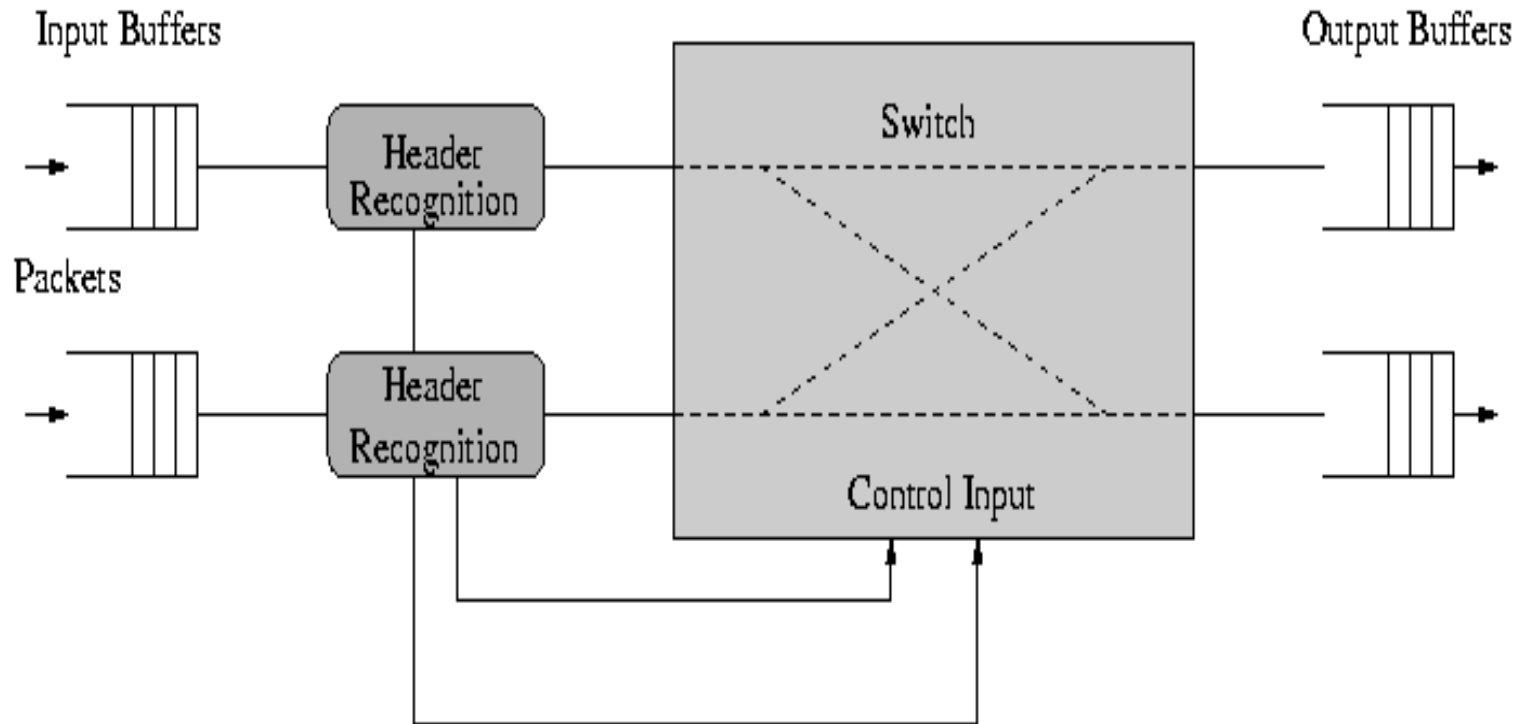 Input Buffers
Output Buffers
Switch
Header
Recognition
Packets
Header
Recognition
Control Input